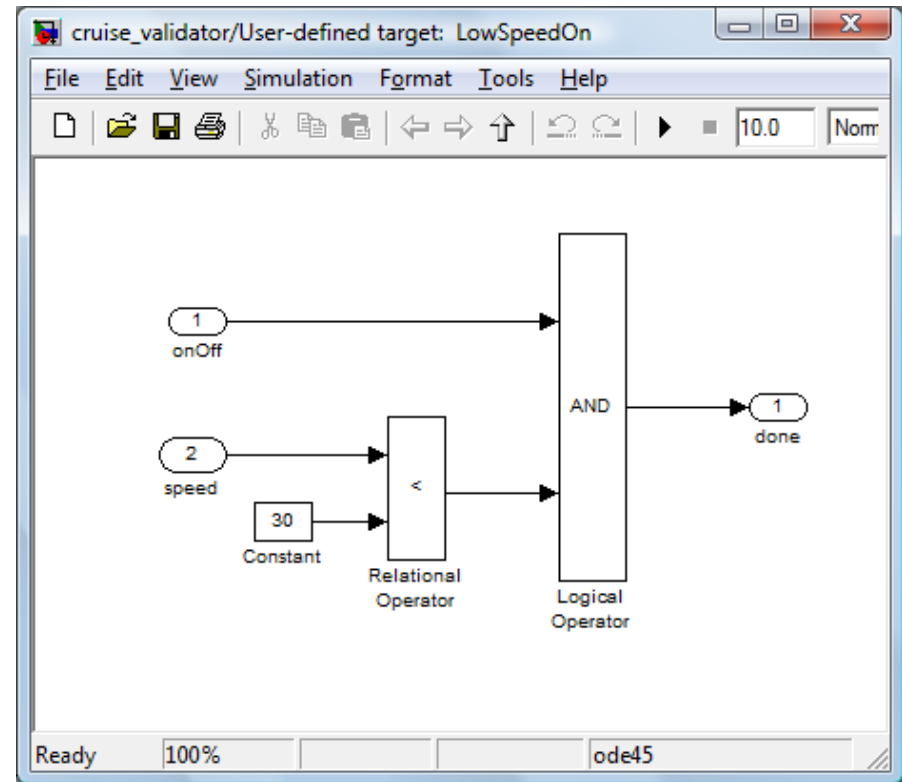 cruise_validator/User-defined target: LowSpeedOn
File Edit View Simulation Format Tools Help
10.0 Norm
1
onOff
2
speed
30
Constant
<
Relational
Operator
AND
Logical
Operator
1
done
Ready 100% ode45